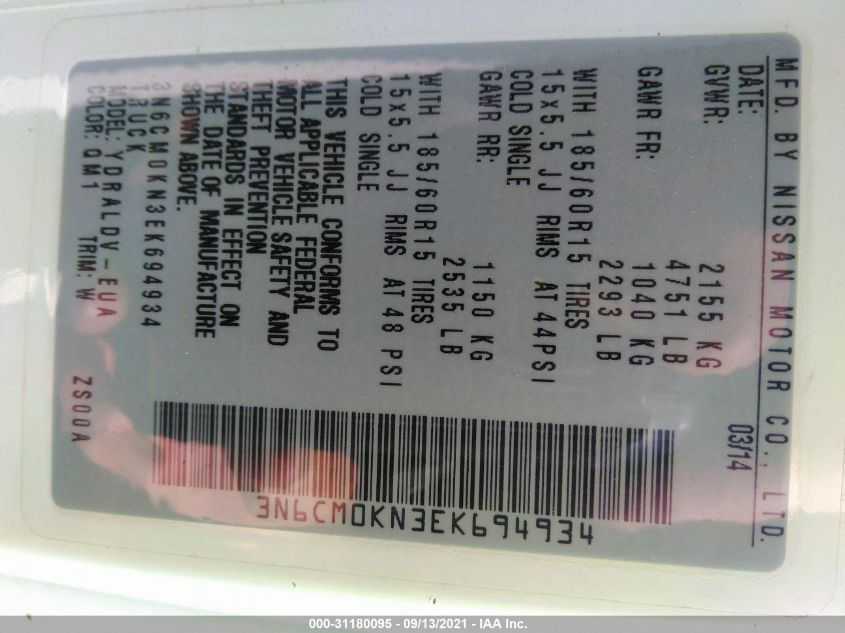 MFD. BY NISSAN MOTOR CO., LTD.
DATE: 03/14
GVWR: 2155 KG
4751 LB
GAWR FR: 1040 KG
2293 LB
WITH 185/60R15 TIRES
15x5.5 JJ RIMS AT 44PSI
COLD SINGLE
GAWR RR: 1150 KG
2535 LB
WITH 185/60R15 TIRES
15x5.5 JJ RIMS AT 48 PSI
COLD SINGLE
THIS VEHICLE CONFORMS TO
ALL APPLICABLE FEDERAL
MOTOR VEHICLE SAFETY AND
THEFT PREVENTION
STANDARDS IN EFFECT ON
THE DATE OF MANUFACTURE
SHOWN ABOVE.
3N6CM0KN3EK694934
TRUCK
MODEL: YDRALDV-EUA
COLOR: QM1 TRIM: W
ZS00A
3N6CM0KN3EK694934
000-31180095 - 09/13/2021 - IAA Inc.